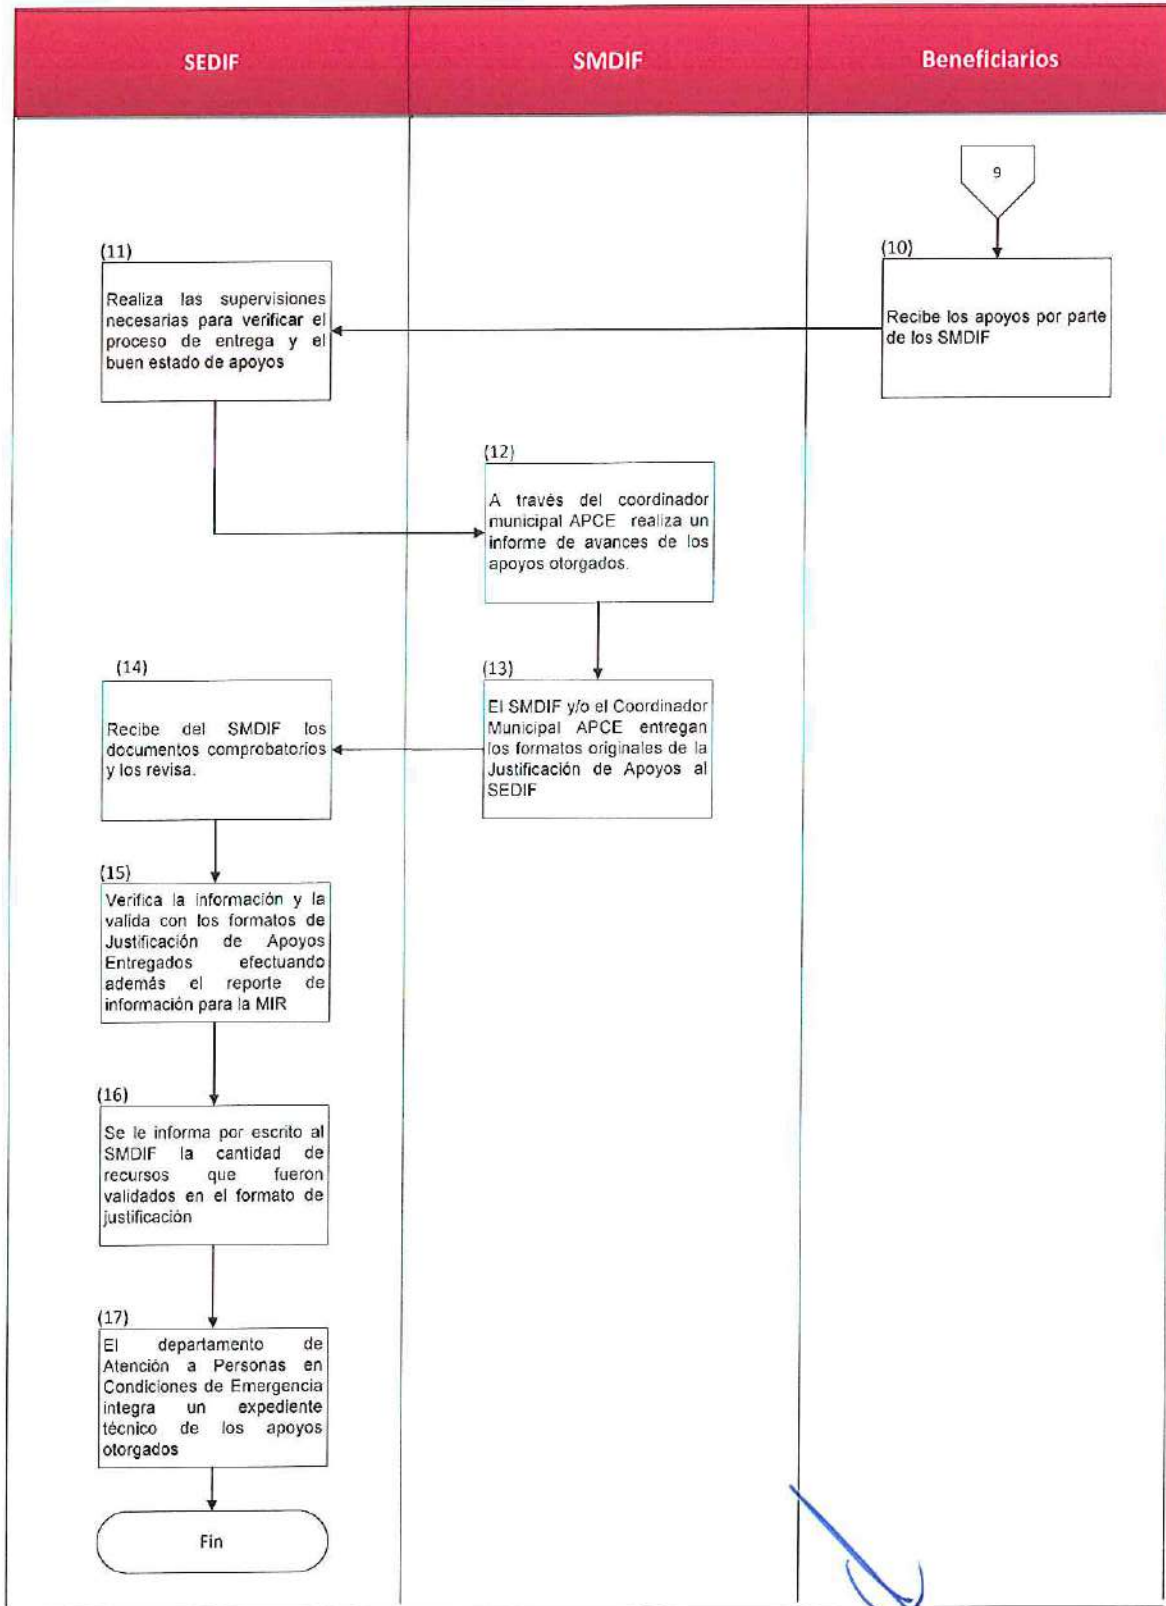 SEDIF
SMDIF
Beneficiarios
9
(10)
Recibe los apoyos por parte
de los SMDIF
(11)
Realiza las supervisiones
necesarias para verificar el
proceso de entrega y el
buen estado de apoyos
(12)
A través del coordinador
municipal APCE realiza un
informe de avances de los
apoyos otorgados.
(13)
El SMDIF y/o el Coordinador
Municipal APCE entregan
los formatos originales de la
Justificación de Apoyos al
SEDIF
(14)
Recibe del SMDIF los
documentos comprobatorios
y los revisa.
(15)
Verifica la información y la
valida con los formatos de
Justificación de Apoyos
Entregados efectuando
además el reporte de
información para la MIR
(16)
Se le informa por escrito al
SMDIF la cantidad de
recursos que fueron
validados en el formato de
justificación
(17)
El departamento de
Atención a Personas en
Condiciones de Emergencia
integra un expediente
técnico de los apoyos
otorgados
Fin